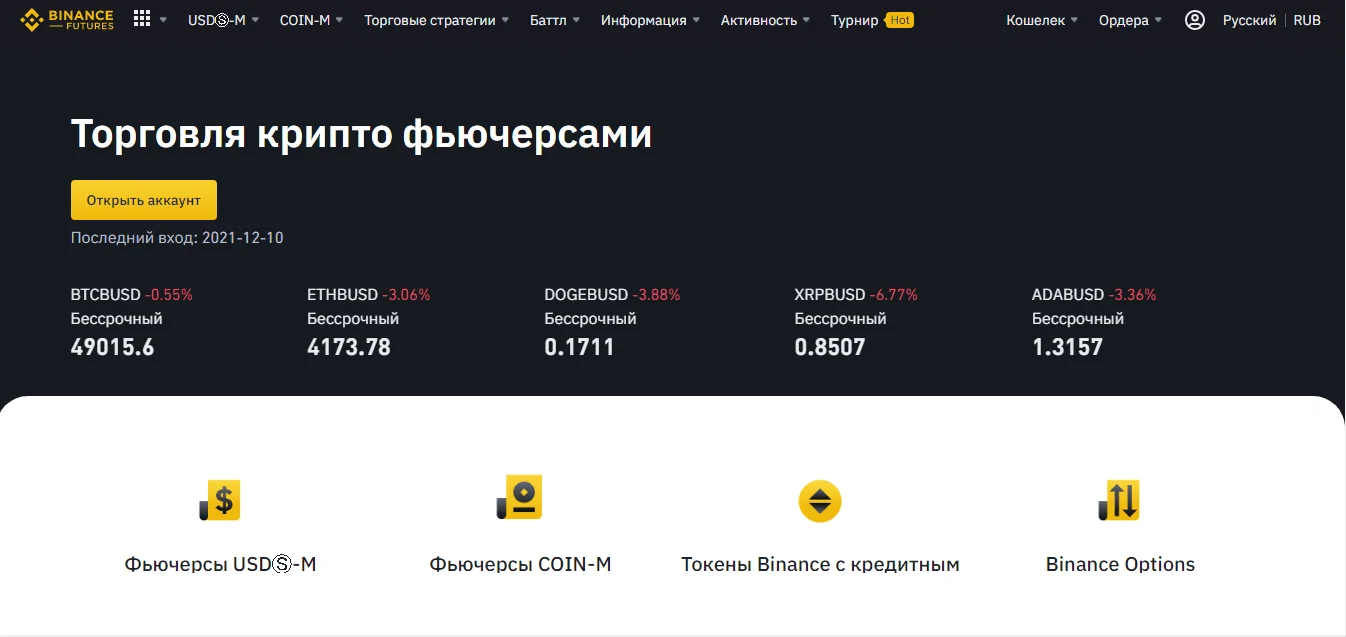 BINANCE
FUTURES
USDⓈ-M COIN-M Торговые стратегии Баттл Информация Активность Турнир Hot Кошелек Ордера Русский RUB
Торговля крипто фьючерсами
Открыть аккаунт
Последний вход: 2021-12-10
BTCBUSD -0.55% ETHBUSD -3.06% DOGEBUSD -3.88% XRPBUSD -6.77% ADABUSD -3.36%
Бессрочный Бессрочный Бессрочный Бессрочный Бессрочный
49015.6 4173.78 0.1711 0.8507 1.3157
Фьючерсы USDⓈ-M Фьючерсы COIN-M Токены Binance с кредитным Binance Options